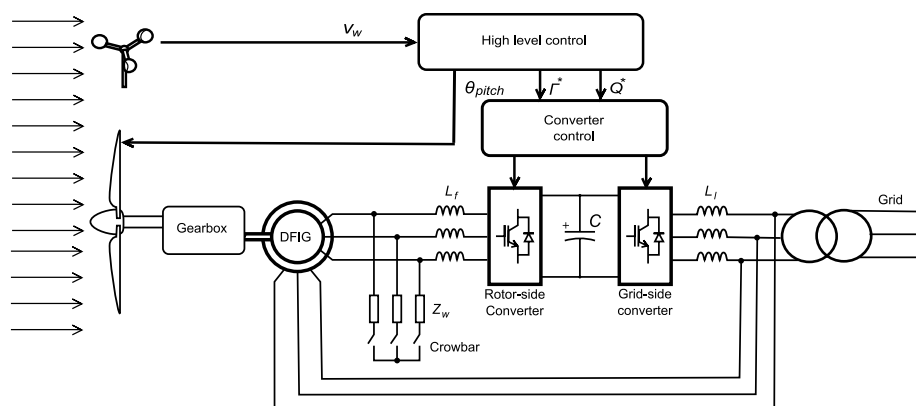 v_w
High level control
θ_pitch
Γ*
Q*
Converter
control
L_f
L_l
Grid
Gearbox
DFIG
+
C
Rotor-side
Converter
Grid-side
converter
Z_w
Crowbar